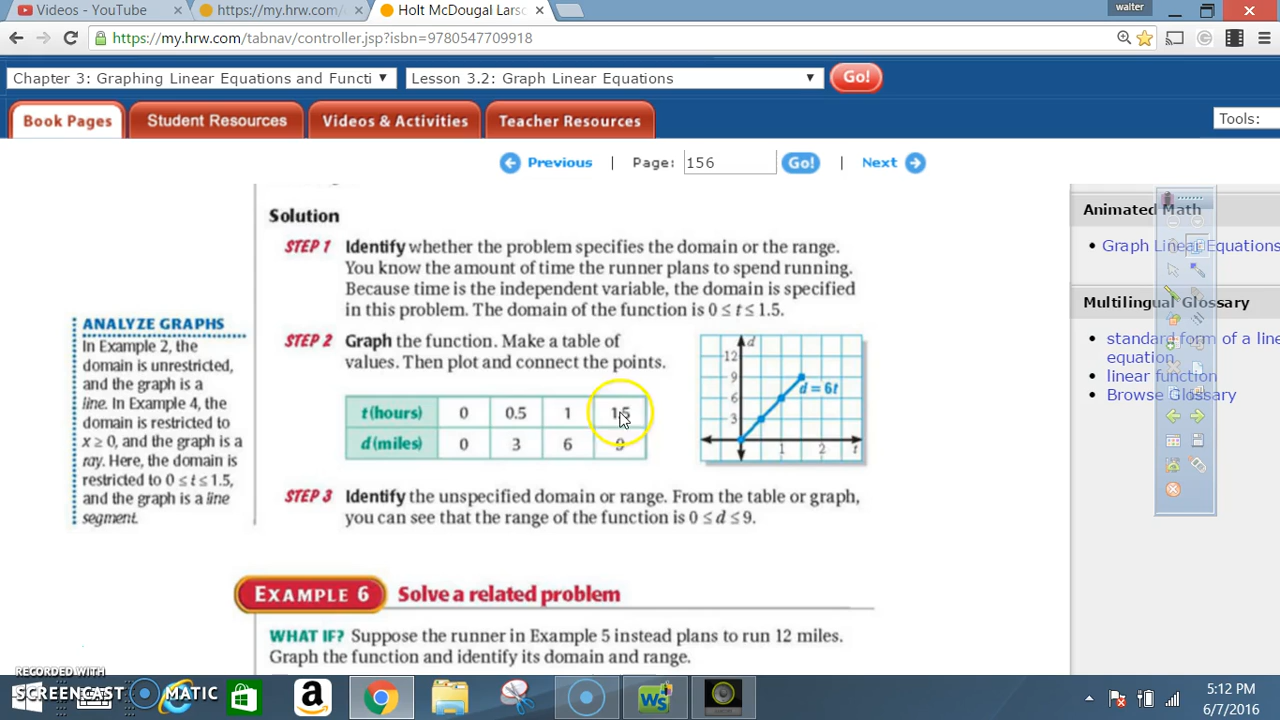 Videos - YouTube
https://my.hrw.com/
Holt McDougal Lars
walter
https://my.hrw.com/tabnav/controller.jsp?isbn=9780547709918
Chapter 3: Graphing Linear Equations and Functi
Lesson 3.2: Graph Linear Equations
Go!
Book Pages
Student Resources
Videos & Activities
Teacher Resources
Tools:
Previous | Page: 156 Go! | Next
Solution
STEP 1 Identify whether the problem specifies the domain or the range.
You know the amount of time the runner plans to spend running.
Because time is the independent variable, the domain is specified
in this problem. The domain of the function is 0 ≤ t ≤ 1.5.
ANALYZE GRAPHS
In Example 2, the
domain is unrestricted,
and the graph is a
line. In Example 4, the
domain is restricted to
x ≥ 0, and the graph is a
ray. Here, the domain is
restricted to 0 ≤ t ≤ 1.5,
and the graph is a line
segment.
STEP 2 Graph the function. Make a table of
values. Then plot and connect the points.
t (hours) 0 0.5 1 1.5
d (miles) 0 3 6 9
d
12
9
6
3
d = 6t
1 2 t
STEP 3 Identify the unspecified domain or range. From the table or graph,
you can see that the range of the function is 0 ≤ d ≤ 9.
EXAMPLE 6 Solve a related problem
WHAT IF? Suppose the runner in Example 5 instead plans to run 12 miles.
Graph the function and identify its domain and range.
Animated Math
Graph Linear Equations
Multilingual Glossary
standard form of a line
equation
linear function
Browse Glossary
RECORDED WITH
SCREENCAST MATIC
5:12 PM
6/7/2016